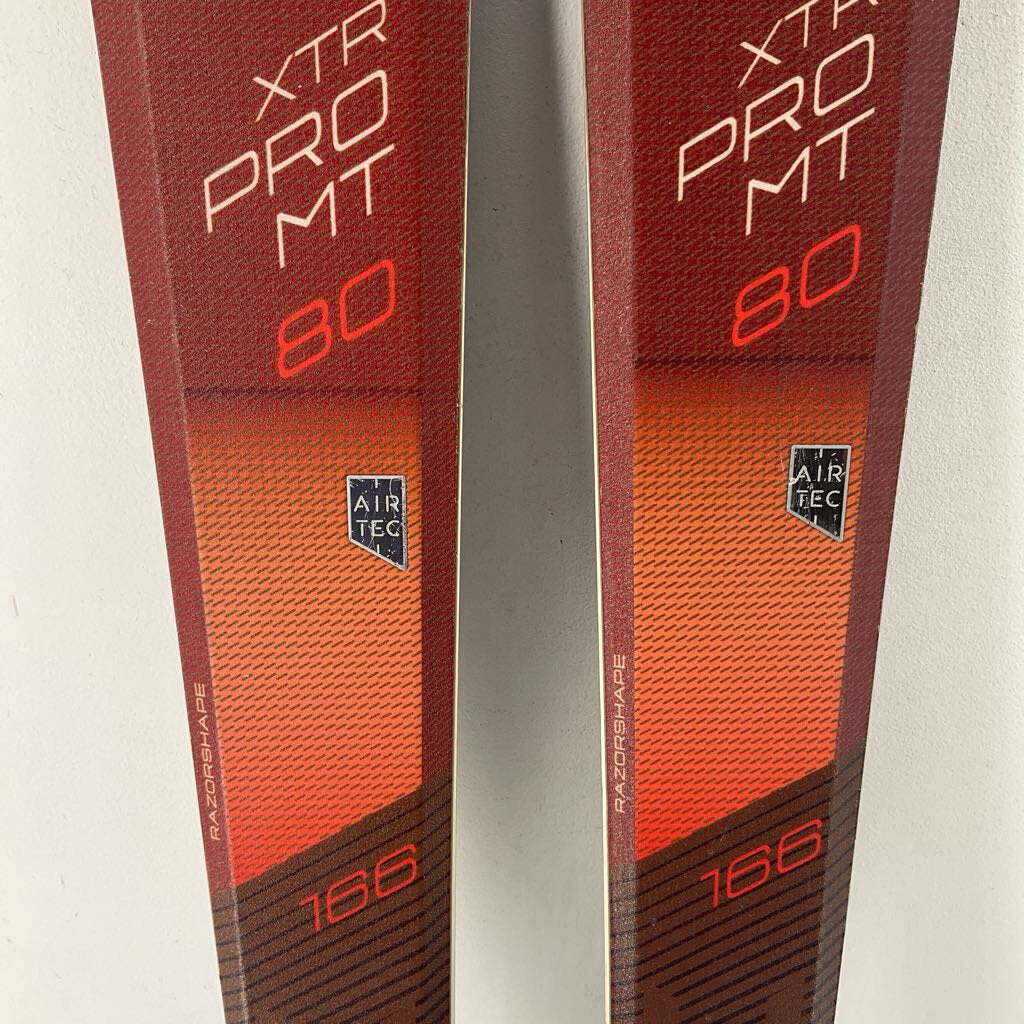 XTR
PRO
MT
80
AIR
TEC
RAZORSHAPE
166
XTR
PRO
MT
80
AIR
TEC
RAZORSHAPE
166